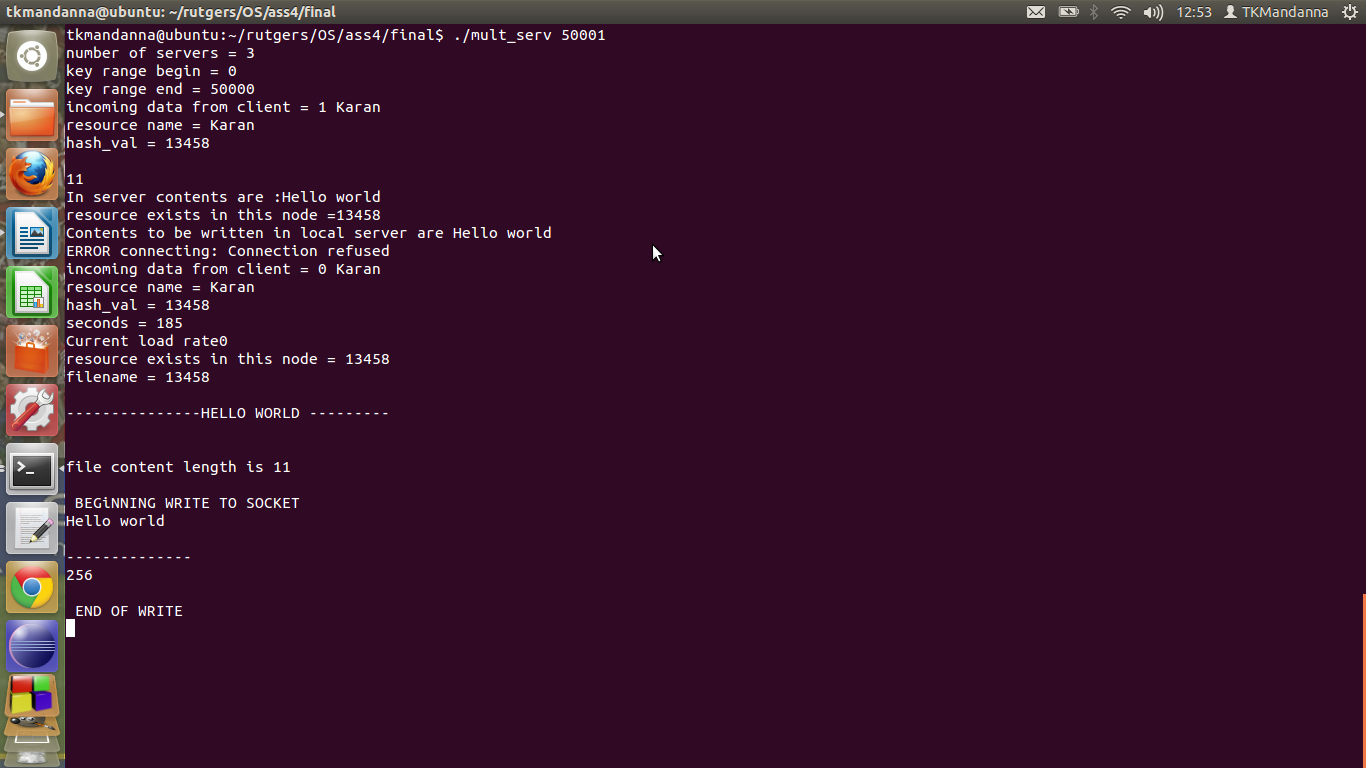 tkmandanna@ubuntu: ~/rutgers/OS/ass4/final
12:53 TKMandanna
tkmandanna@ubuntu:~/rutgers/OS/ass4/final$ ./mult_serv 50001
number of servers = 3
key range begin = 0
key range end = 50000
incoming data from client = 1 Karan
resource name = Karan
hash_val = 13458
11
In server contents are :Hello world
resource exists in this node =13458
Contents to be written in local server are Hello world
ERROR connecting: Connection refused
incoming data from client = 0 Karan
resource name = Karan
hash_val = 13458
seconds = 185
Current load rate0
resource exists in this node = 13458
filename = 13458
---------------HELLO WORLD ---------
file content length is 11
BEGiNNING WRITE TO SOCKET
Hello world
--------------
256
END OF WRITE